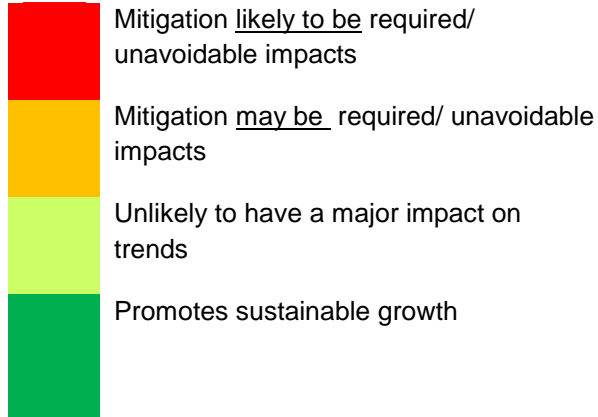 Mitigation likely to be required/
unavoidable impacts
Mitigation may be  required/ unavoidable
impacts
Unlikely to have a major impact on
trends
Promotes sustainable growth